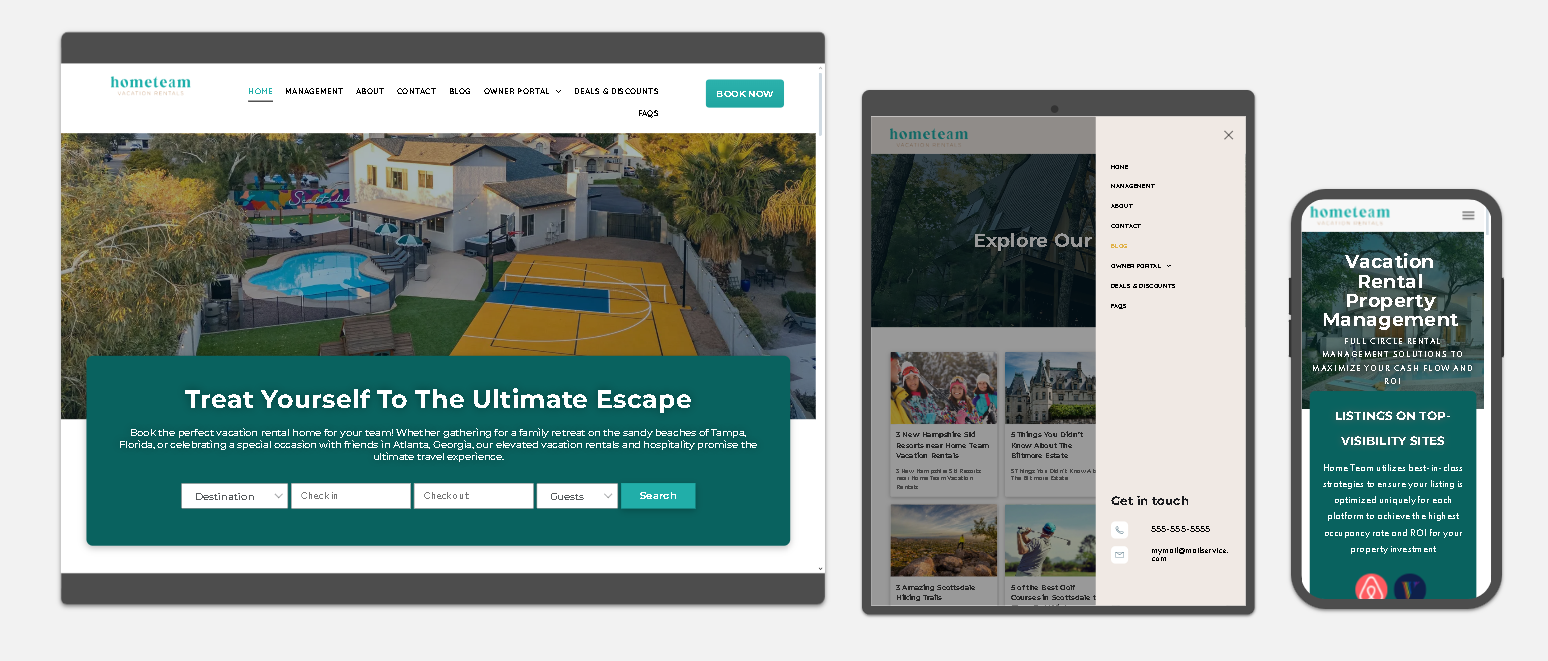 hometeam
VACATION RENTALS
HOME
MANAGEMENT
ABOUT
CONTACT
BLOG
OWNER PORTAL
DEALS & DISCOUNTS
FAQS
BOOK NOW
Scottsdale
Treat Yourself To The Ultimate Escape
Book the perfect vacation rental home for your team! Whether gathering for a family retreat on the sandy beaches of Tampa,
Florida, or celebrating a special occasion with friends in Atlanta, Georgia, our elevated vacation rentals and hospitality promise the
ultimate travel experience.
Destination
Check in
Checkout
Guests
Search
hometeam
VACATION RENTALS
Explore Our
3 New Hampshire Ski
Resorts near Home Team
Vacation Rentals
3 New Hampshire Ski Resorts
near Home Team Vacation
Rentals
5 Things You Didn't
Know About The
Biltmore Estate
5 Things You Didn't Know Ab
The Biltmore Estate
3 Amazing Scottsdale
Hiking Trails
5 of the Best Golf
Courses in Scottsdale t
HOME
MANAGEMENT
ABOUT
CONTACT
BLOG
OWNER PORTAL
DEALS & DISCOUNTS
FAQS
Get in touch
555-555-5555
mymail@mailservice.
com
hometeam
VACATION RENTALS
Vacation
Rental
Property
Management
FULL CIRCLE RENTAL
MANAGEMENT SOLUTIONS TO
MAXIMIZE YOUR CASH FLOW AND
ROI
LISTINGS ON TOP-
VISIBILITY SITES
Home Team utilizes best-in-class
strategies to ensure your listing is
optimized uniquely for each
platform to achieve the highest
occupancy rate and ROI for your
property investment